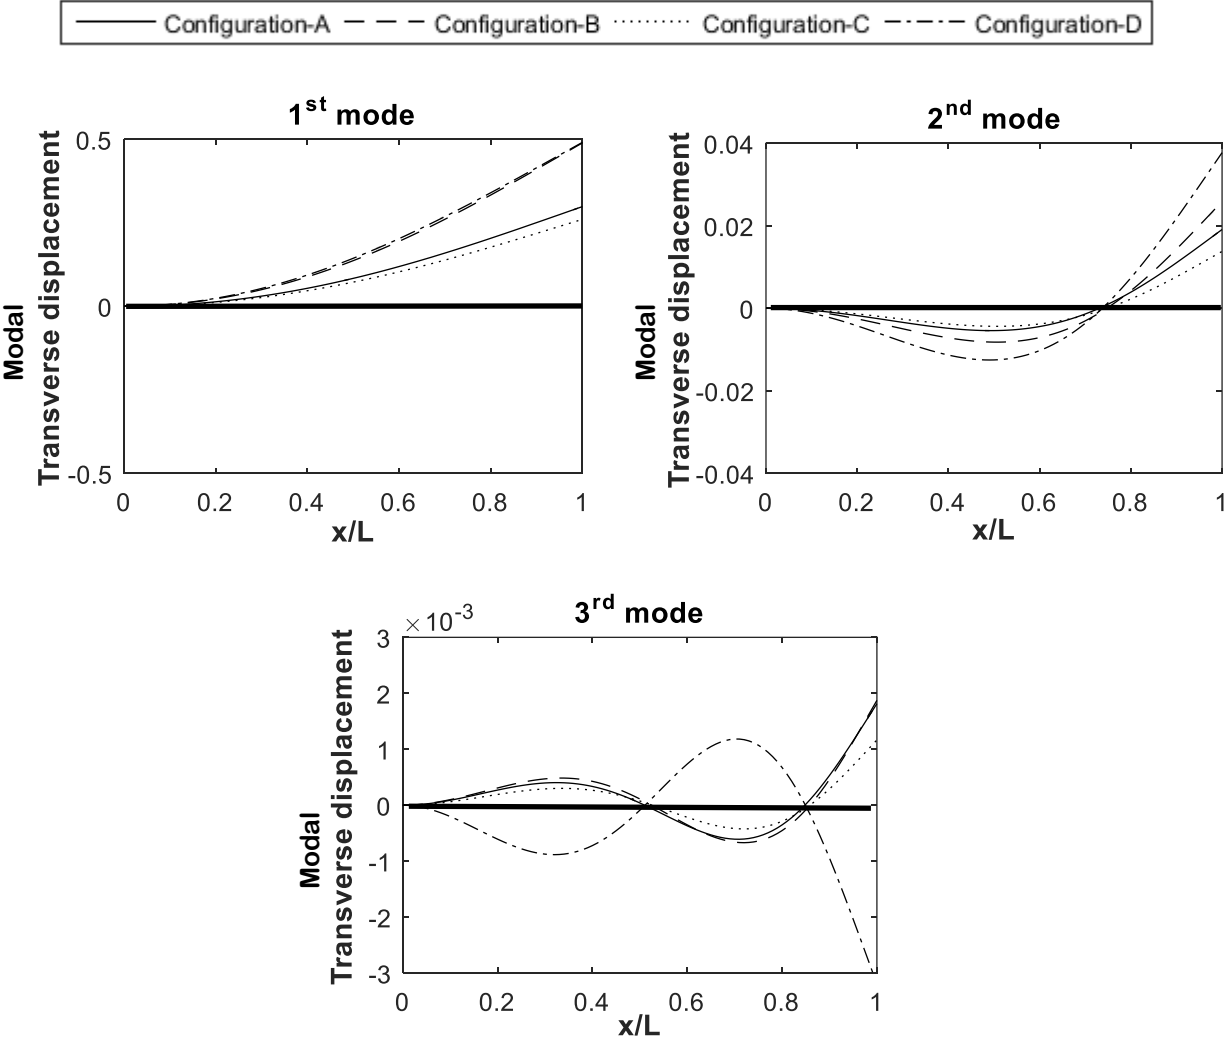 Configuration-A Configuration-B Configuration-C Configuration-D
1st mode
Modal
Transverse displacement
0.5
0
-0.5
0 0.2 0.4 0.6 0.8 1
x/L
2nd mode
Modal
Transverse displacement
0.04
0.02
0
-0.02
-0.04
0 0.2 0.4 0.6 0.8 1
x/L
3rd mode
×10-3
Modal
Transverse displacement
3
2
1
0
-1
-2
-3
0 0.2 0.4 0.6 0.8 1
x/L